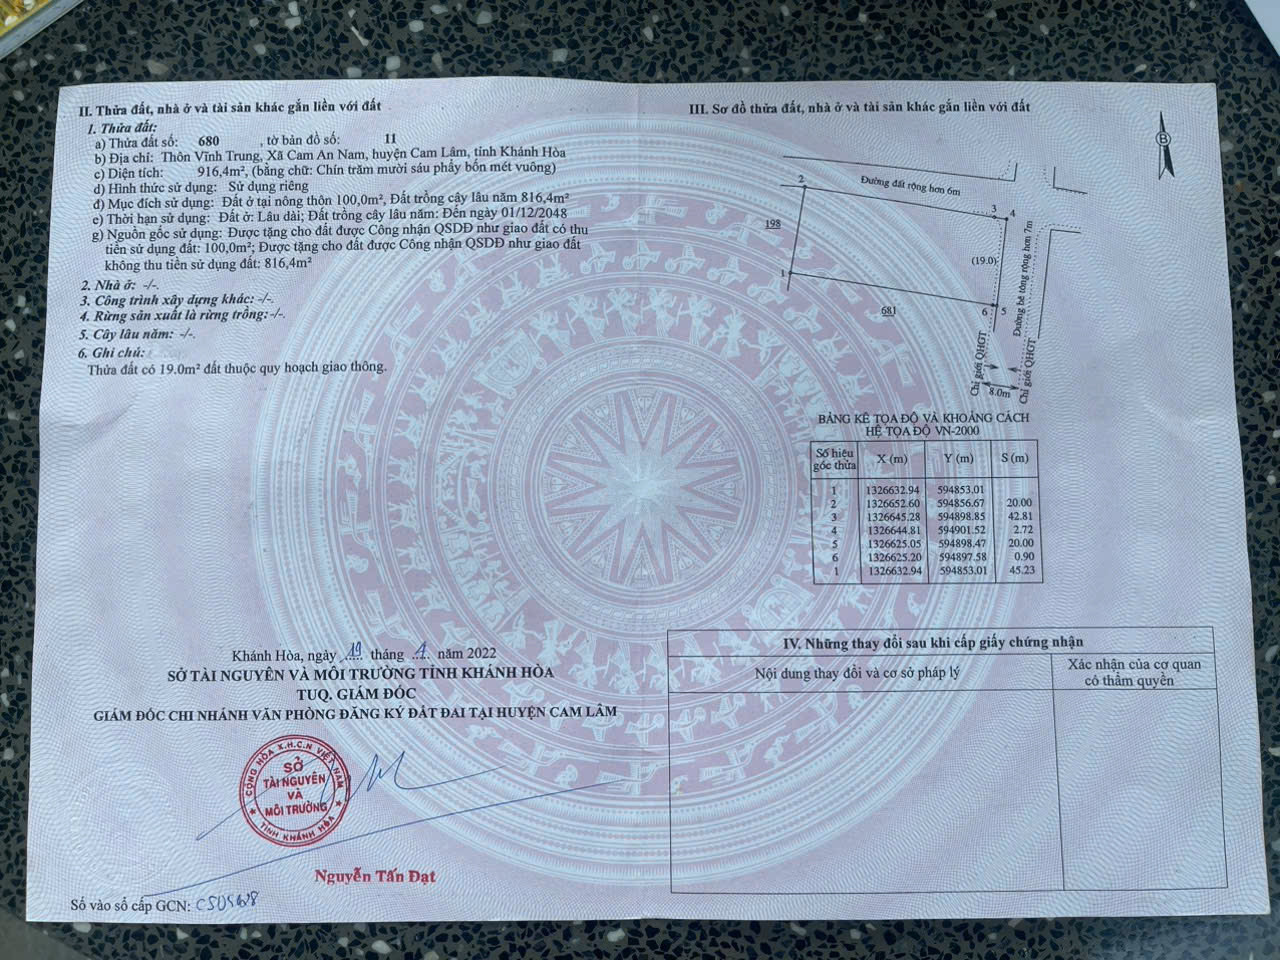 II. Thửa đất, nhà ở và tài sản khác gắn liền với đất
1. Thửa đất:
a) Thửa đất số: 680 , tờ bản đồ số: 11
b) Địa chỉ: Thôn Vĩnh Trung, Xã Cam An Nam, huyện Cam Lâm, tỉnh Khánh Hòa
c) Diện tích: 916,4m², (bằng chữ: Chín trăm mười sáu phẩy bốn mét vuông)
d) Hình thức sử dụng: Sử dụng riêng
đ) Mục đích sử dụng: Đất ở tại nông thôn 100,0m², Đất trồng cây lâu năm 816,4m²
e) Thời hạn sử dụng: Đất ở: Lâu dài; Đất trồng cây lâu năm: Đến ngày 01/12/2048
g) Nguồn gốc sử dụng: Được tặng cho đất được Công nhận QSDĐ như giao đất có thu
tiền sử dụng đất: 100,0m²; Được tặng cho đất được Công nhận QSDĐ như giao đất
không thu tiền sử dụng đất: 816,4m²
2. Nhà ở: -/-.
3. Công trình xây dựng khác: -/-.
4. Rừng sản xuất là rừng trồng:-/-.
5. Cây lâu năm: -/-.
6. Ghi chú:
Thửa đất có 19.0m² đất thuộc quy hoạch giao thông.
Khánh Hòa, ngày 19 tháng 4 năm 2022
SỞ TÀI NGUYÊN VÀ MÔI TRƯỜNG TỈNH KHÁNH HÒA
TUQ. GIÁM ĐỐC
GIÁM ĐỐC CHI NHÁNH VĂN PHÒNG ĐĂNG KÝ ĐẤT ĐAI TẠI HUYỆN CAM LÂM
CỘNG HÒA X.H.C.N VIỆT NAM
SỞ
TÀI NGUYÊN
VÀ
MÔI TRƯỜNG
TỈNH KHÁNH HÒA
Nguyễn Tấn Đạt
Số vào sổ cấp GCN:
III. Sơ đồ thửa đất, nhà ở và tài sản khác gắn liền với đất
B
Đường đất rộng hơn 6m
2
3
4
198
(19.0)
Đường bê tông rộng hơn 7m
1
681
6
5
Chỉ giới QHGT
Chỉ giới QHGT
8.0m
BẢNG KÊ TỌA ĐỘ VÀ KHOẢNG CÁCH
HỆ TỌA ĐỘ VN-2000
Số hiệu góc thửa X (m) Y (m) S (m)
1 1326632.94 594853.01
2 1326652.60 594856.67 20.00
3 1326645.28 594898.85 42.81
4 1326644.81 594901.52 2.72
5 1326625.05 594898.47 20.00
6 1326625.20 594897.58 0.90
1 1326632.94 594853.01 45.23
IV. Những thay đổi sau khi cấp giấy chứng nhận
Nội dung thay đổi và cơ sở pháp lý
Xác nhận của cơ quan
có thẩm quyền